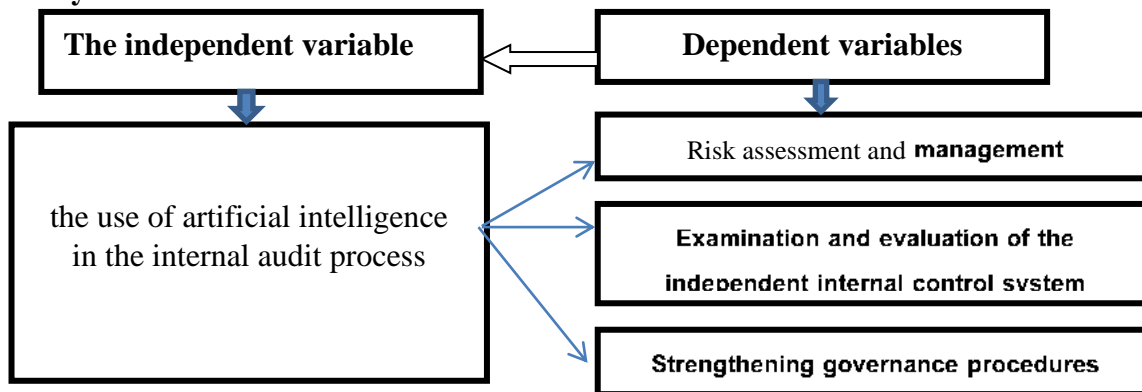 The independent variable
Dependent variables
the use of artificial intelligence
in the internal audit process
Risk assessment and management
Examination and evaluation of the
independent internal control system
Strengthening governance procedures